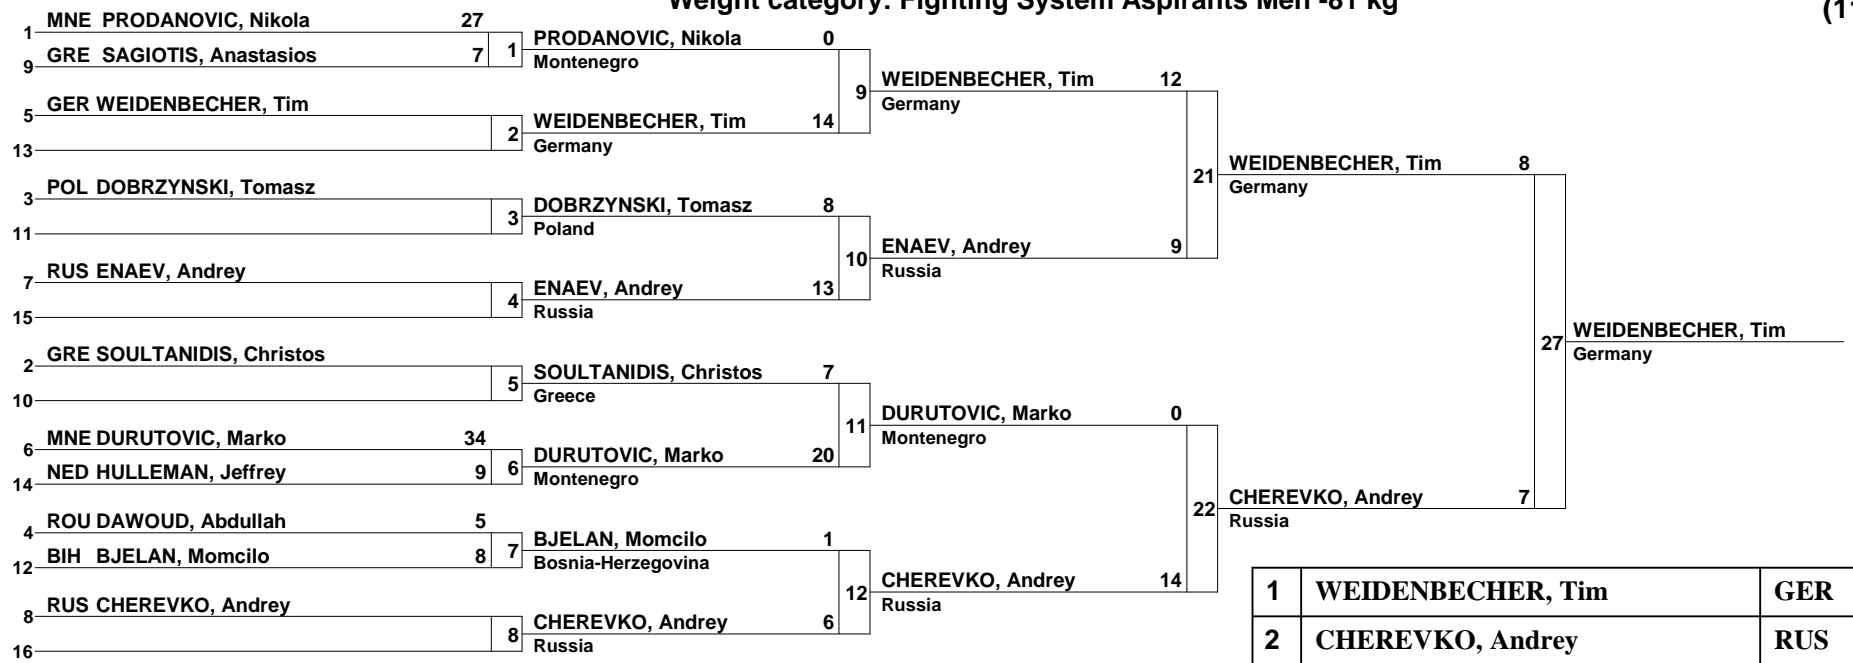 Weight category: Fighting System Aspirants Men -81 kg
(11
1 MNE PRODANOVIC, Nikola 27
9 GRE SAGIOTIS, Anastasios 7
1
PRODANOVIC, Nikola 0
Montenegro
5 GER WEIDENBECHER, Tim
13
2
WEIDENBECHER, Tim 14
Germany
9
WEIDENBECHER, Tim 12
Germany
3 POL DOBRZYNSKI, Tomasz
11
3
DOBRZYNSKI, Tomasz 8
Poland
7 RUS ENAEV, Andrey
15
4
ENAEV, Andrey 13
Russia
10
ENAEV, Andrey 9
Russia
21
WEIDENBECHER, Tim 8
Germany
2 GRE SOULTANIDIS, Christos
10
5
SOULTANIDIS, Christos 7
Greece
6 MNE DURUTOVIC, Marko 34
14 NED HULLEMAN, Jeffrey 9
6
DURUTOVIC, Marko 20
Montenegro
11
DURUTOVIC, Marko 0
Montenegro
4 ROU DAWOUD, Abdullah 5
12 BIH BJELAN, Momcilo 8
7
BJELAN, Momcilo 1
Bosnia-Herzegovina
8 RUS CHEREVKO, Andrey
16
8
CHEREVKO, Andrey 6
Russia
12
CHEREVKO, Andrey 14
Russia
22
CHEREVKO, Andrey 7
Russia
27
WEIDENBECHER, Tim
Germany
1 WEIDENBECHER, Tim GER
2 CHEREVKO, Andrey RUS